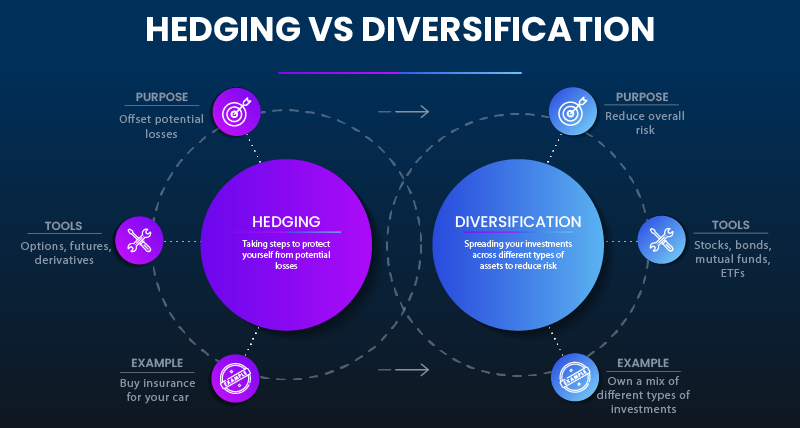 HEDGING VS DIVERSIFICATION
PURPOSE
Offset potential
losses
TOOLS
Options, futures,
derivatives
EXAMPLE
Buy insurance
for your car
HEDGING
Taking steps to protect
yourself from potential
losses
EXAMPLE
DIVERSIFICATION
Spreading your investments
across different types of
assets to reduce risk
PURPOSE
Reduce overall
risk
TOOLS
Stocks, bonds,
mutual funds,
ETFs
EXAMPLE
Own a mix of
different types of
investments
EXAMPLE